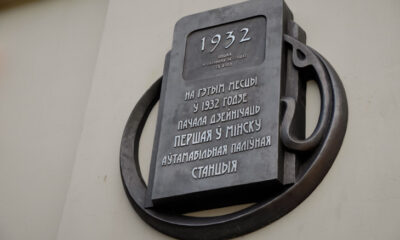 1932
НА ГЭТЫМ МЕСЦЫ
У 1932 ГОДЗЕ
ПАЧАЛА ДЗЕЙНІЧАЦЬ
ПЕРШАЯ Ў МІНСКУ
АЎТАМАБІЛЬНАЯ ПАЛІЎНАЯ
СТАНЦЫЯ